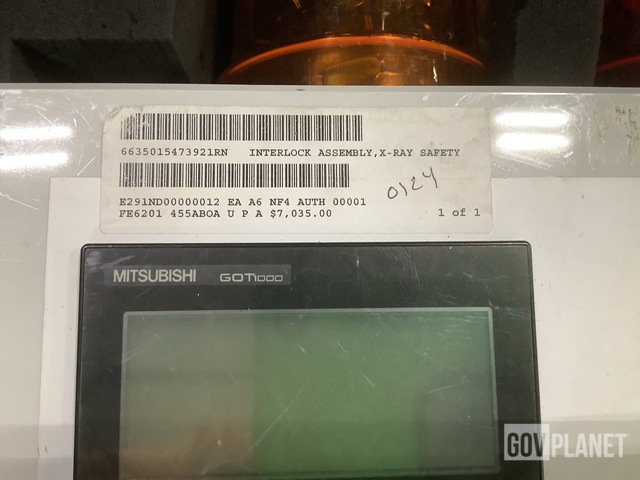 6635015473921RN INTERLOCK ASSEMBLY,X-RAY SAFETY
0124
E291ND00000012 EA A6 NF4 AUTH 00001
FE6201 455ABOA U P A $7,035.00 1 of 1
MITSUBISHI GOT1000
GOVPLANET